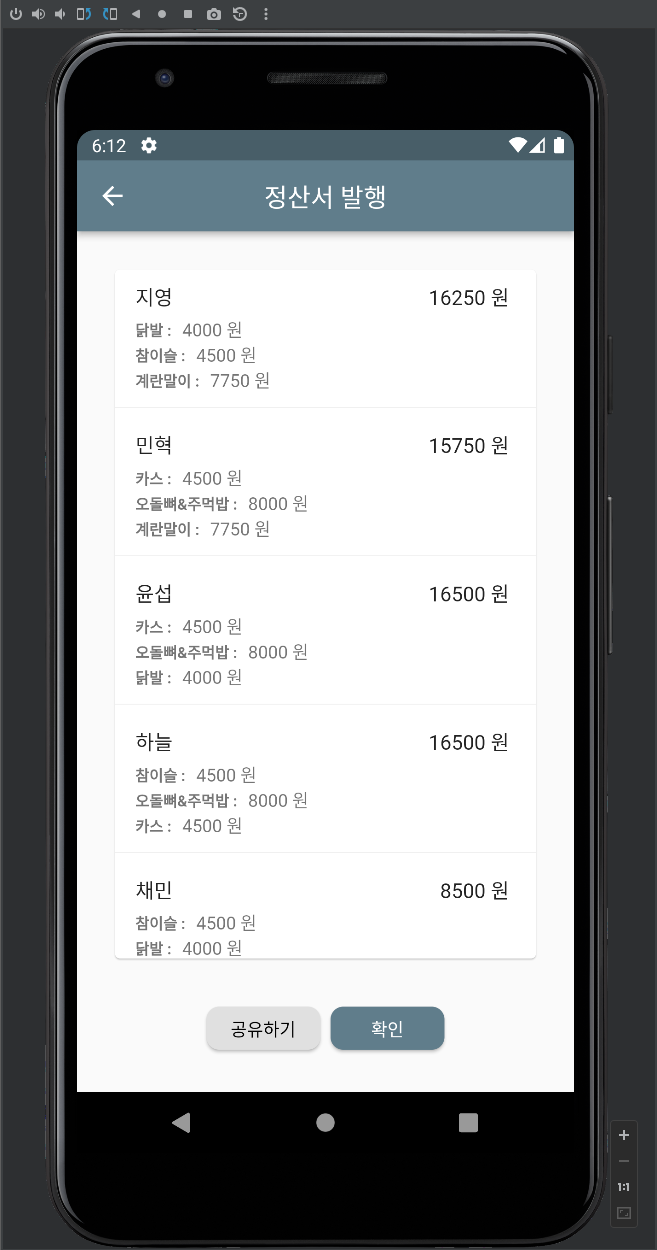 6:12
정산서 발행
지영 16250 원
닭발 : 4000 원
참이슬 : 4500 원
계란말이 : 7750 원
민혁 15750 원
카스 : 4500 원
오돌뼈&주먹밥 : 8000 원
계란말이 : 7750 원
윤섭 16500 원
카스 : 4500 원
오돌뼈&주먹밥 : 8000 원
닭발 : 4000 원
하늘 16500 원
참이슬 : 4500 원
오돌뼈&주먹밥 : 8000 원
카스 : 4500 원
채민 8500 원
참이슬 : 4500 원
닭발 : 4000 원
공유하기 확인
1:1